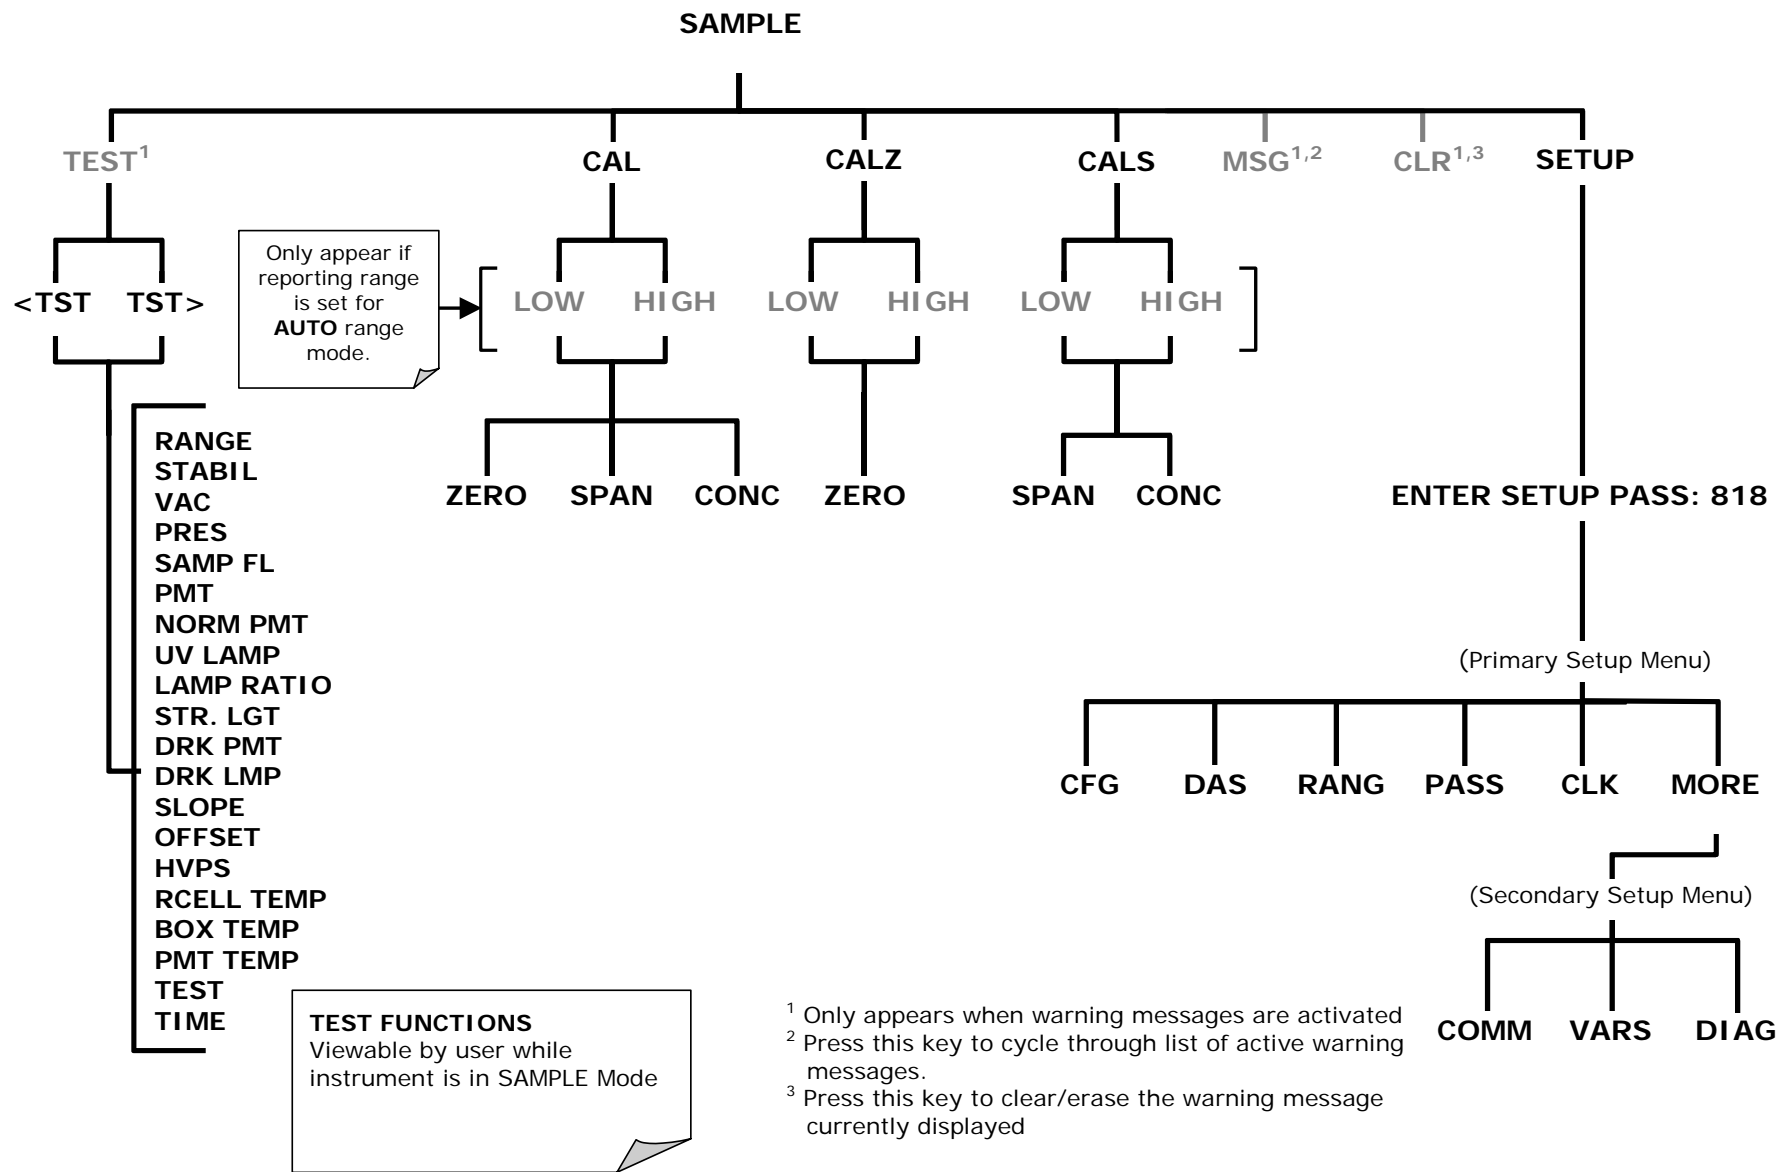 SAMPLE
TEST¹ CAL CALZ CALS MSG¹,² CLR¹,³ SETUP
<TST TST>
Only appear if
reporting range
is set for
AUTO range
mode.
LOW HIGH LOW HIGH LOW HIGH
ZERO SPAN CONC ZERO SPAN CONC ENTER SETUP PASS: 818
RANGE
STABIL
VAC
PRES
SAMP FL
PMT
NORM PMT
UV LAMP
LAMP RATIO
STR. LGT
DRK PMT
DRK LMP
SLOPE
OFFSET
HVPS
RCELL TEMP
BOX TEMP
PMT TEMP
TEST
TIME
(Primary Setup Menu)
CFG DAS RANG PASS CLK MORE
(Secondary Setup Menu)
COMM VARS DIAG
TEST FUNCTIONS
Viewable by user while
instrument is in SAMPLE Mode
¹ Only appears when warning messages are activated
² Press this key to cycle through list of active warning
messages.
³ Press this key to clear/erase the warning message
currently displayed